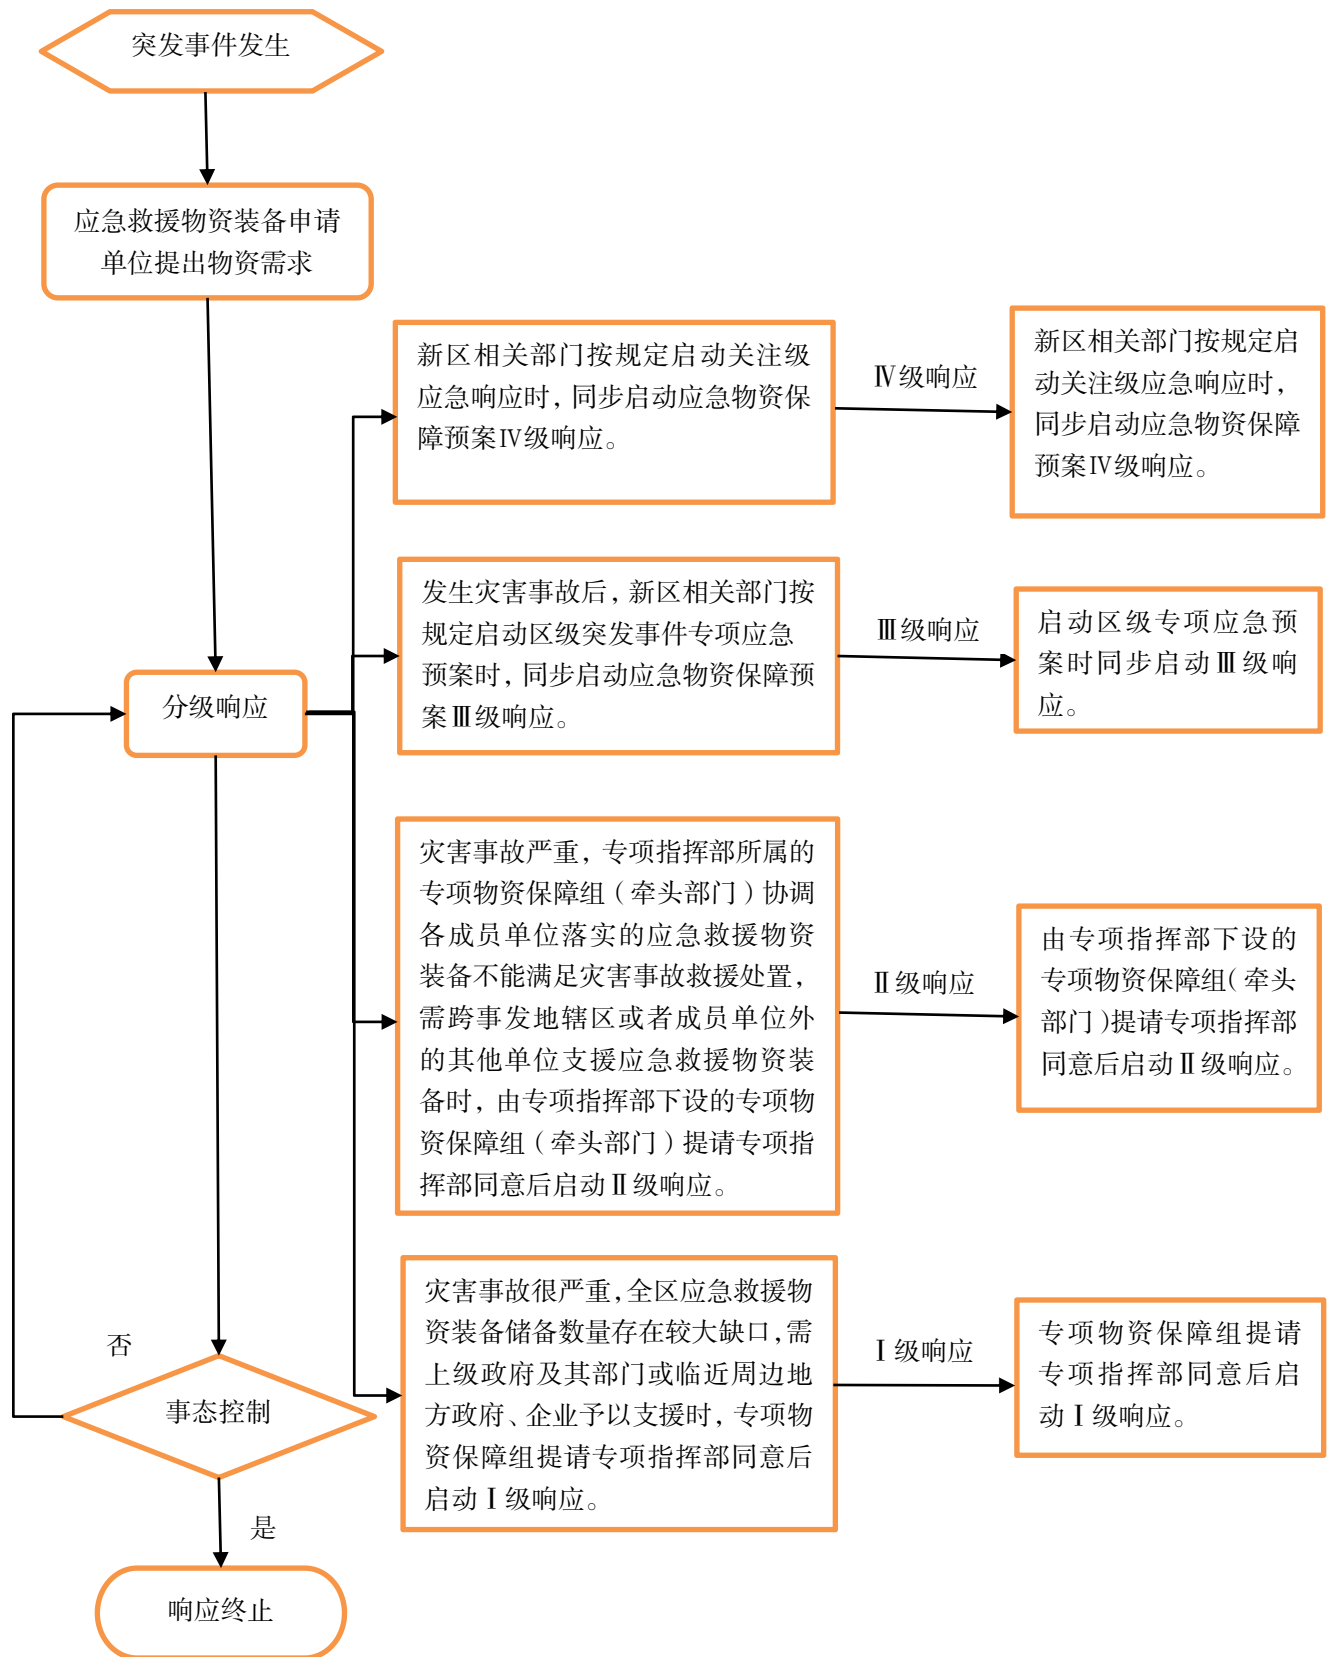 突发事件发生
应急救援物资装备申请
单位提出物资需求
新区相关部门按规定启动关注级
应急响应时，同步启动应急物资保
障预案Ⅳ级响应。
Ⅳ级响应
新区相关部门按规定启
动关注级应急响应时，
同步启动应急物资保障
预案Ⅳ级响应。
发生灾害事故后，新区相关部门按
规定启动区级突发事件专项应急
预案时，同步启动应急物资保障预
案Ⅲ级响应。
Ⅲ级响应
启动区级专项应急预
案时同步启动Ⅲ级响
应。
分级响应
灾害事故严重，专项指挥部所属的
专项物资保障组（牵头部门）协调
各成员单位落实的应急救援物资
装备不能满足灾害事故救援处置，
需跨事发地辖区或者成员单位外
的其他单位支援应急救援物资装
备时，由专项指挥部下设的专项物
资保障组（牵头部门）提请专项指
挥部同意后启动Ⅱ级响应。
Ⅱ级响应
由专项指挥部下设的
专项物资保障组（牵头
部门）提请专项指挥部
同意后启动Ⅱ级响应。
灾害事故很严重，全区应急救援物
资装备储备数量存在较大缺口，需
上级政府及其部门或临近周边地
方政府、企业予以支援时，专项物
资保障组提请专项指挥部同意后
启动Ⅰ级响应。
Ⅰ级响应
专项物资保障组提请
专项指挥部同意后启
动Ⅰ级响应。
否
事态控制
是
响应终止